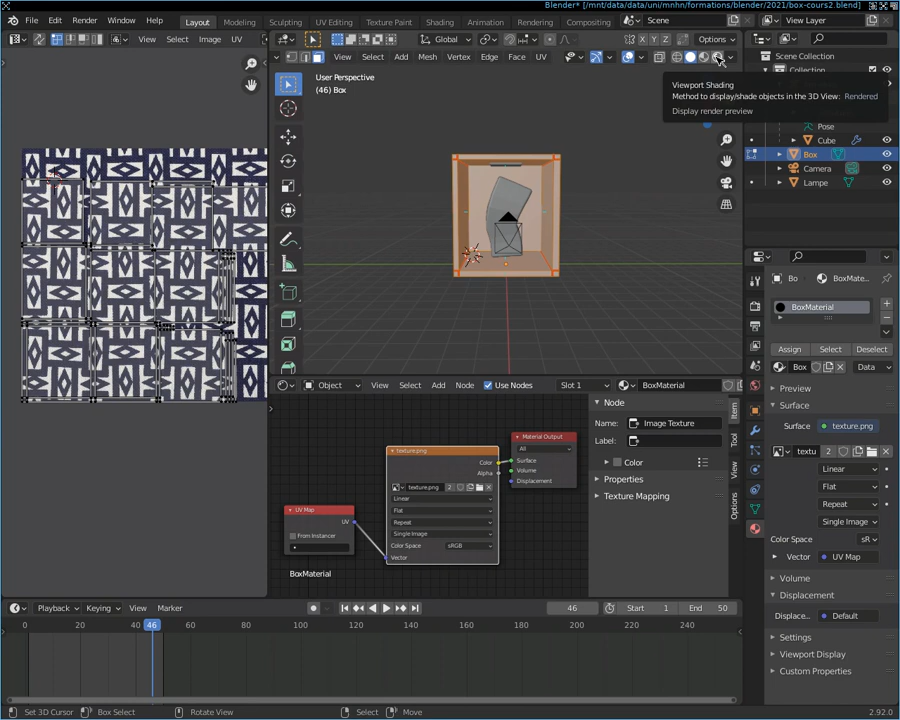 Blender* [/mnt/data/data/uni/mnhn/formations/blender/2021/box-cours2.blend]
File Edit Render Window Help Layout Modeling Sculpting UV Editing Texture Paint Shading Animation Rendering Compositing Scene View Layer
View Select Image UV
Global X Y Z Options
View Select Add Mesh Vertex Edge Face UV
Scene Collection
Collection
User Perspective
(46) Box
Viewport Shading
Method to display/shade objects in the 3D View: Rendered
Display render preview
Pose
Cube
Box
Camera
Lampe
Bo BoxMate...
BoxMaterial
Assign Select Deselect
Box Data
Preview
Surface
Surface texture.png
textu 2
Linear
Flat
Repeat
Single Image
Color Space sR
Vector UV Map
Volume
Displacement
Displace... Default
Settings
Viewport Display
Custom Properties
Object View Select Add Node Use Nodes Slot 1 BoxMaterial
texture.png
Color
Alpha
texture.png 2
Linear
Flat
Repeat
Single Image
Color Space sRGB
Vector
Material Output
All
Surface
Volume
Displacement
UV Map
UV
From Instancer
BoxMaterial
Node
Name: Image Texture
Label:
Color
Properties
Texture Mapping
Item
Tool
View
Options
Playback Keying View Marker 46 Start 1 End 50
0 20 40 46 60 80 100 120 140 160 180 200 220 240
Set 3D Cursor Box Select Rotate View Select Move 2.92.0